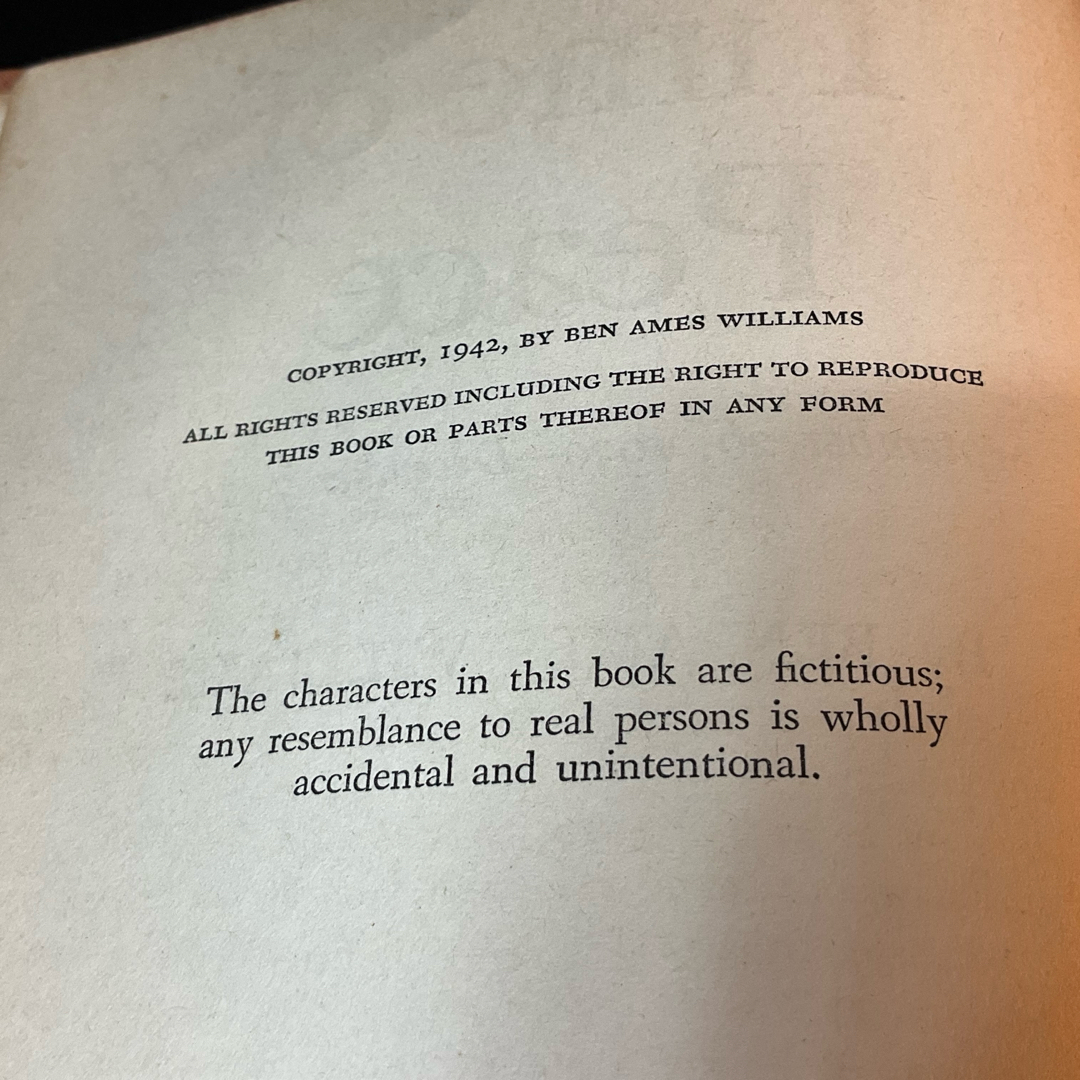 COPYRIGHT, 1942, BY BEN AMES WILLIAMS
ALL RIGHTS RESERVED INCLUDING THE RIGHT TO REPRODUCE
THIS BOOK OR PARTS THEREOF IN ANY FORM
The characters in this book are fictitious;
any resemblance to real persons is wholly
accidental and unintentional.